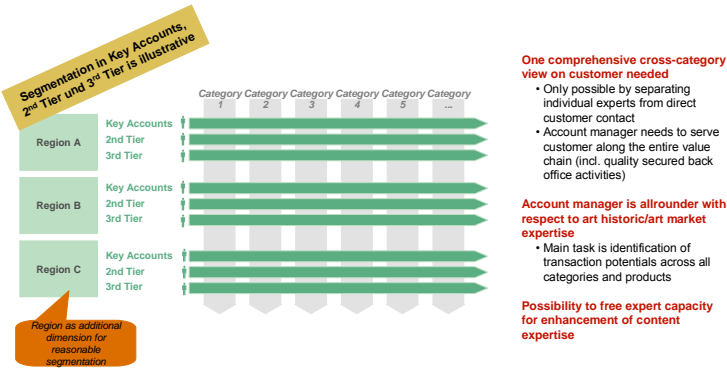 Segmentation in Key Accounts,
2nd Tier und 3rd Tier is illustrative
Category
1
Category
2
Category
3
Category
4
Category
5
Category
...
Region A
Key Accounts
2nd Tier
3rd Tier
Region B
Key Accounts
2nd Tier
3rd Tier
Region C
Key Accounts
2nd Tier
3rd Tier
Region as additional
dimension for
reasonable
segmentation
One comprehensive cross-category
view on customer needed
• Only possible by separating
individual experts from direct
customer contact
• Account manager needs to serve
customer along the entire value
chain (incl. quality secured back
office activities)
Account manager is allrounder with
respect to art historic/art market
expertise
• Main task is identification of
transaction potentials across all
categories and products
Possibility to free expert capacity
for enhancement of content
expertise